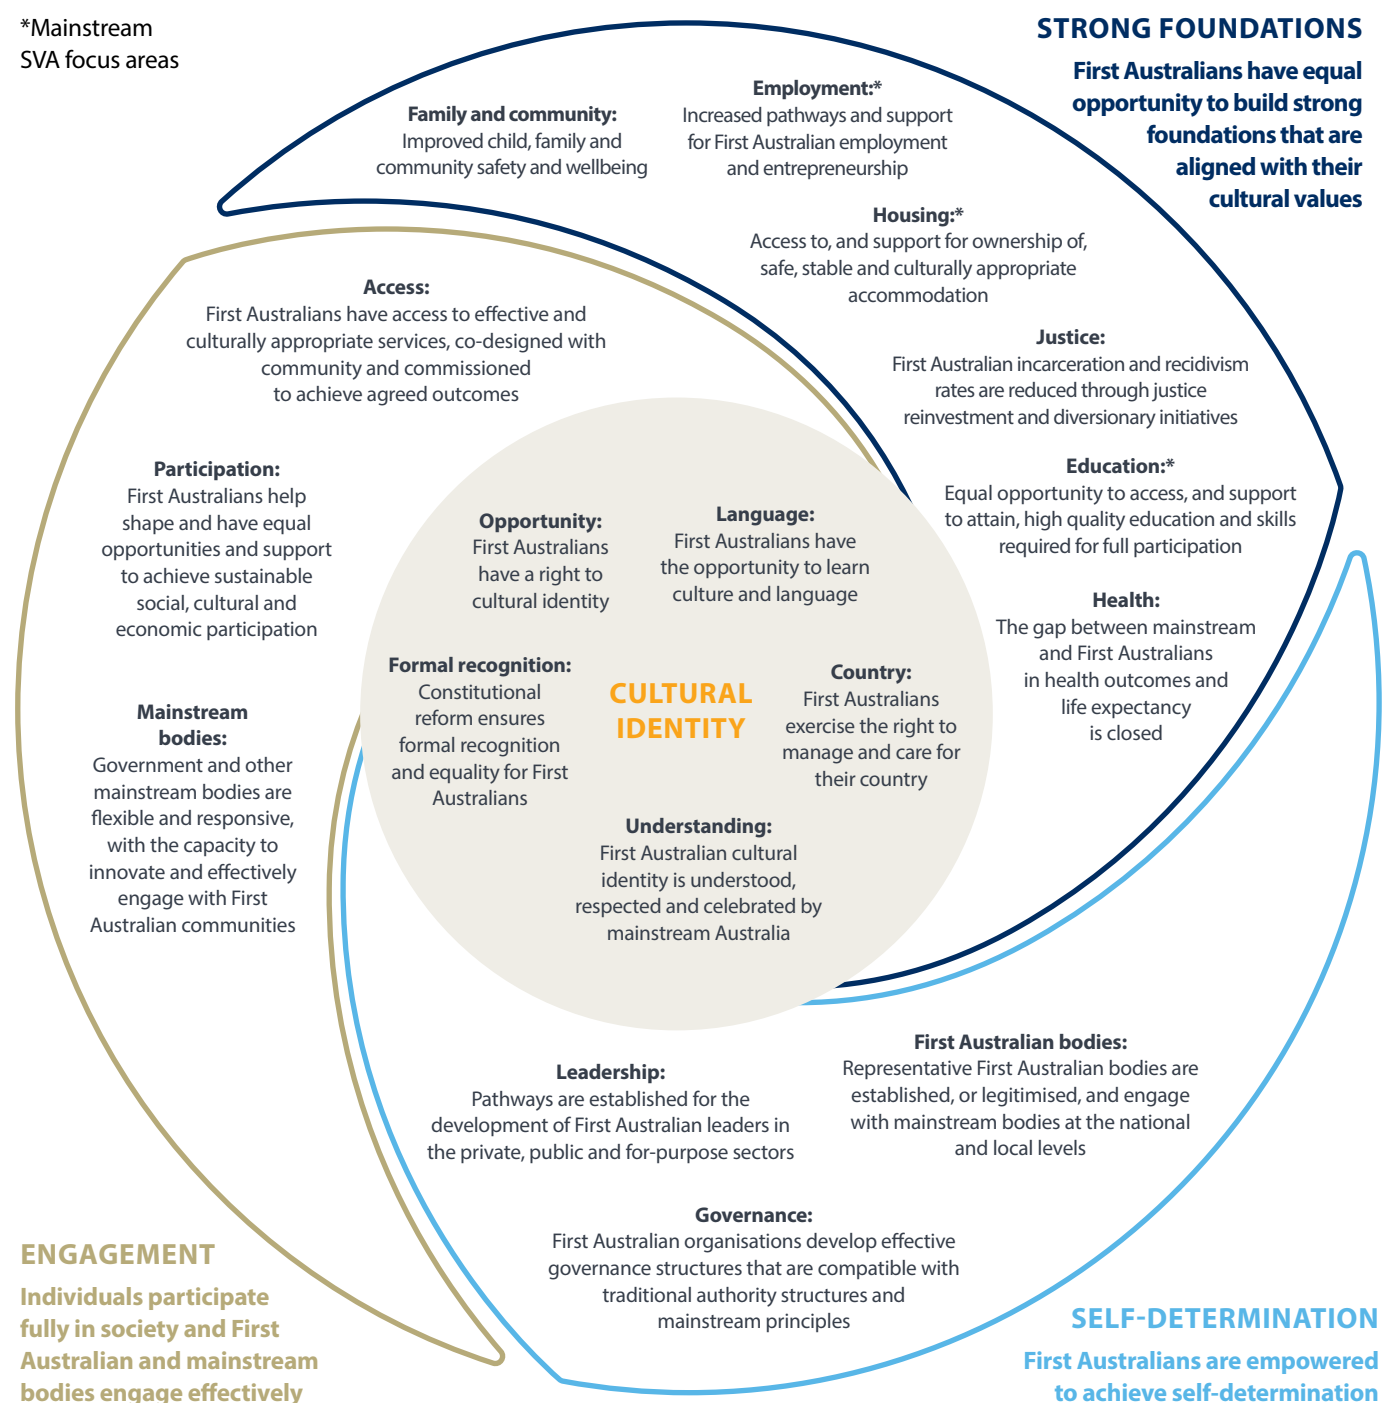 *Mainstream
SVA focus areas
STRONG FOUNDATIONS
First Australians have equal
opportunity to build strong
foundations that are
aligned with their
cultural values
Family and community:
Improved child, family and
community safety and wellbeing
Employment:*
Increased pathways and support
for First Australian employment
and entrepreneurship
Housing:*
Access to, and support for ownership of,
safe, stable and culturally appropriate
accommodation
Justice:
First Australian incarceration and recidivism
rates are reduced through justice
reinvestment and diversionary initiatives
Education:*
Equal opportunity to access, and support
to attain, high quality education and skills
required for full participation
Health:
The gap between mainstream
and First Australians
in health outcomes and
life expectancy
is closed
Access:
First Australians have access to effective and
culturally appropriate services, co-designed with
community and commissioned
to achieve agreed outcomes
Participation:
First Australians help
shape and have equal
opportunities and support
to achieve sustainable
social, cultural and
economic participation
Mainstream
bodies:
Government and other
mainstream bodies are
flexible and responsive,
with the capacity to
innovate and effectively
engage with First
Australian communities
Opportunity:
First Australians
have a right to
cultural identity
Language:
First Australians have
the opportunity to learn
culture and language
Formal recognition:
Constitutional
reform ensures
formal recognition
and equality for First
Australians
CULTURAL
IDENTITY
Country:
First Australians
exercise the right to
manage and care for
their country
Understanding:
First Australian cultural
identity is understood,
respected and celebrated by
mainstream Australia
Leadership:
Pathways are established for the
development of First Australian leaders in
the private, public and for-purpose sectors
First Australian bodies:
Representative First Australian bodies are
established, or legitimised, and engage
with mainstream bodies at the national
and local levels
Governance:
First Australian organisations develop effective
governance structures that are compatible with
traditional authority structures and
mainstream principles
ENGAGEMENT
Individuals participate
fully in society and First
Australian and mainstream
bodies engage effectively
SELF-DETERMINATION
First Australians are empowered
to achieve self-determination